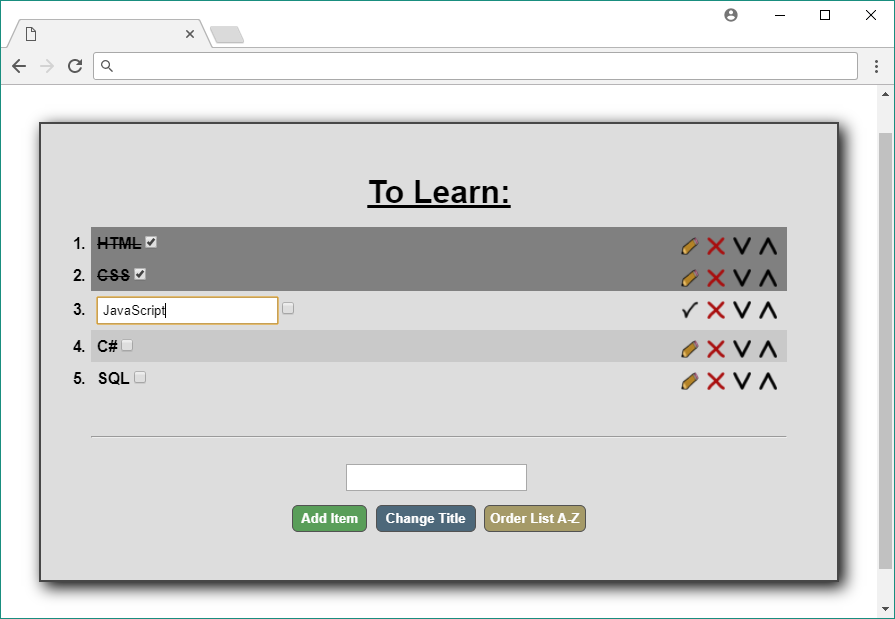 To Learn:
1. HTML
2. CSS
3. JavaScript
4. C#
5. SQL
Add Item Change Title Order List A-Z